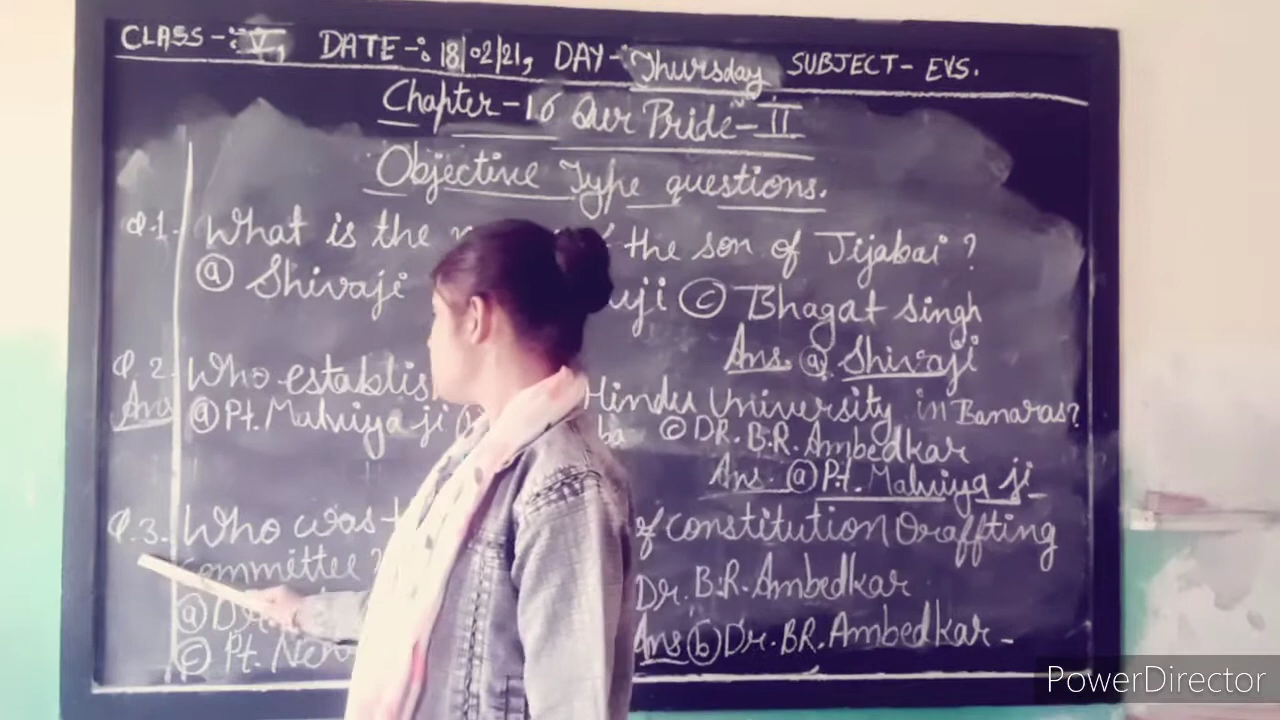 CLASS-: V, DATE-: 18/02/21, DAY-: Thursday SUBJECT- EVS.
Chapter-16 Our Pride-II
Objective Type questions.
Q.1. What is the the son of Jijabai ?
(a) Shivaji (c) Bhagat singh
Ans. (a) Shivaji
Q.2. Who Hindu University in Banaras?
Ans (a) Pt. Malviya ji (c) DR. B.R. Ambedkar
Ans. (a) Pt. Malviya ji
Q.3. Who was of constitution Draffting
committee ?
(a) Dr. B.R. Ambedkar
(c) Pt. Ans (b) Dr. BR. Ambedkar-
PowerDirector